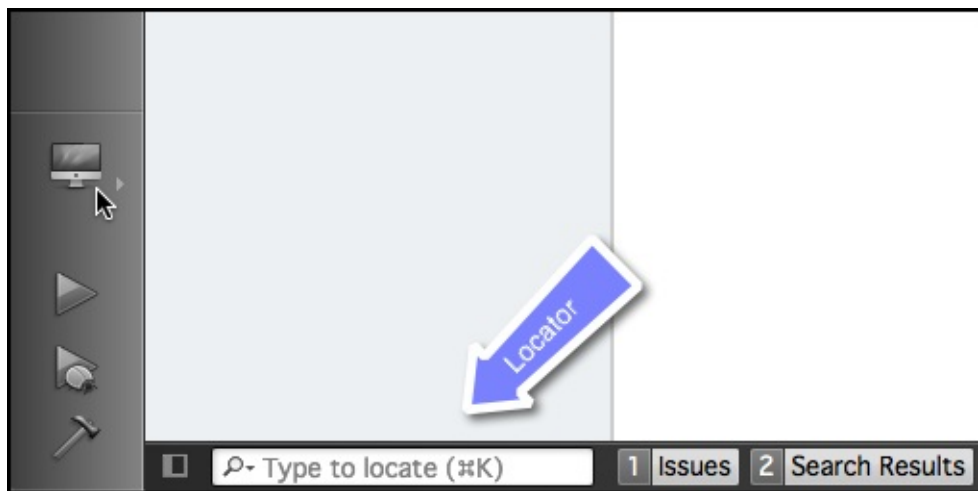 Locator
Type to locate (⌘K)
1 Issues 2 Search Results